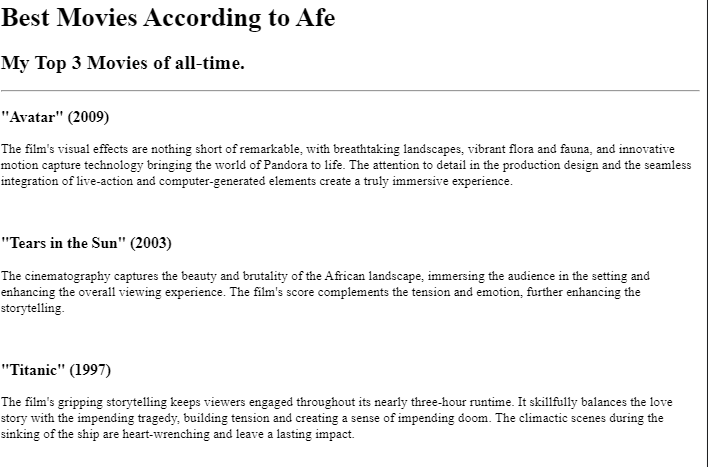 Best Movies According to Afe
My Top 3 Movies of all-time.
"Avatar" (2009)
The film's visual effects are nothing short of remarkable, with breathtaking landscapes, vibrant flora and fauna, and innovative
motion capture technology bringing the world of Pandora to life. The attention to detail in the production design and the seamless
integration of live-action and computer-generated elements create a truly immersive experience.
"Tears in the Sun" (2003)
The cinematography captures the beauty and brutality of the African landscape, immersing the audience in the setting and
enhancing the overall viewing experience. The film's score complements the tension and emotion, further enhancing the
storytelling.
"Titanic" (1997)
The film's gripping storytelling keeps viewers engaged throughout its nearly three-hour runtime. It skillfully balances the love
story with the impending tragedy, building tension and creating a sense of impending doom. The climactic scenes during the
sinking of the ship are heart-wrenching and leave a lasting impact.